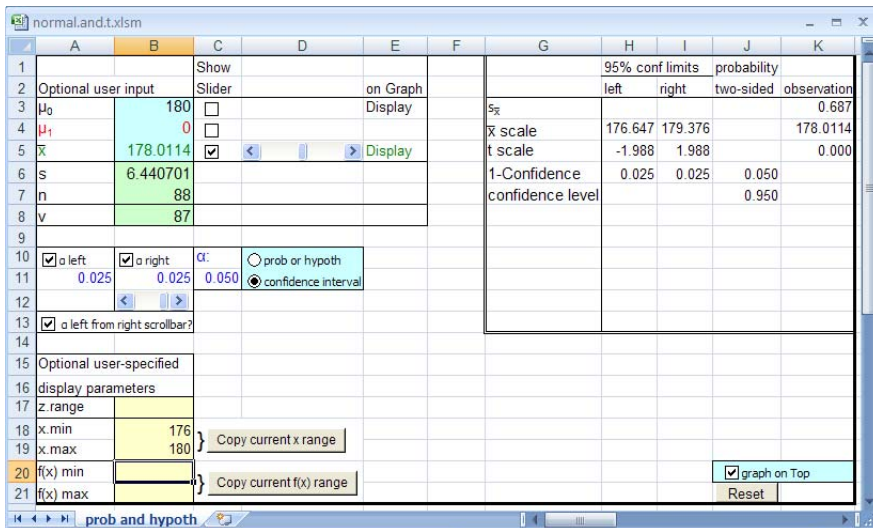 normal.and.t.xlsm
A B C D E F G H I J K
1 Show 95% conf limits probability
2 Optional user input Slider on Graph left right two-sided observation
3 μ₀ 180 Display s_x̄ 0.687
4 μ₁ 0 x̄ scale 176.647 179.376 178.0114
5 x̄ 178.0114 Display t scale -1.988 1.988 0.000
6 s 6.440701 1-Confidence 0.025 0.025 0.050
7 n 88 confidence level 0.950
8 ν 87
9
10 α left α right α: prob or hypoth
11 0.025 0.025 0.050 confidence interval
12
13 α left from right scrollbar?
14
15 Optional user-specified
16 display parameters
17 z.range
18 x.min 176
} Copy current x range
19 x.max 180
20 f(x) min graph on Top
} Copy current f(x) range
21 f(x) max Reset
prob and hypoth